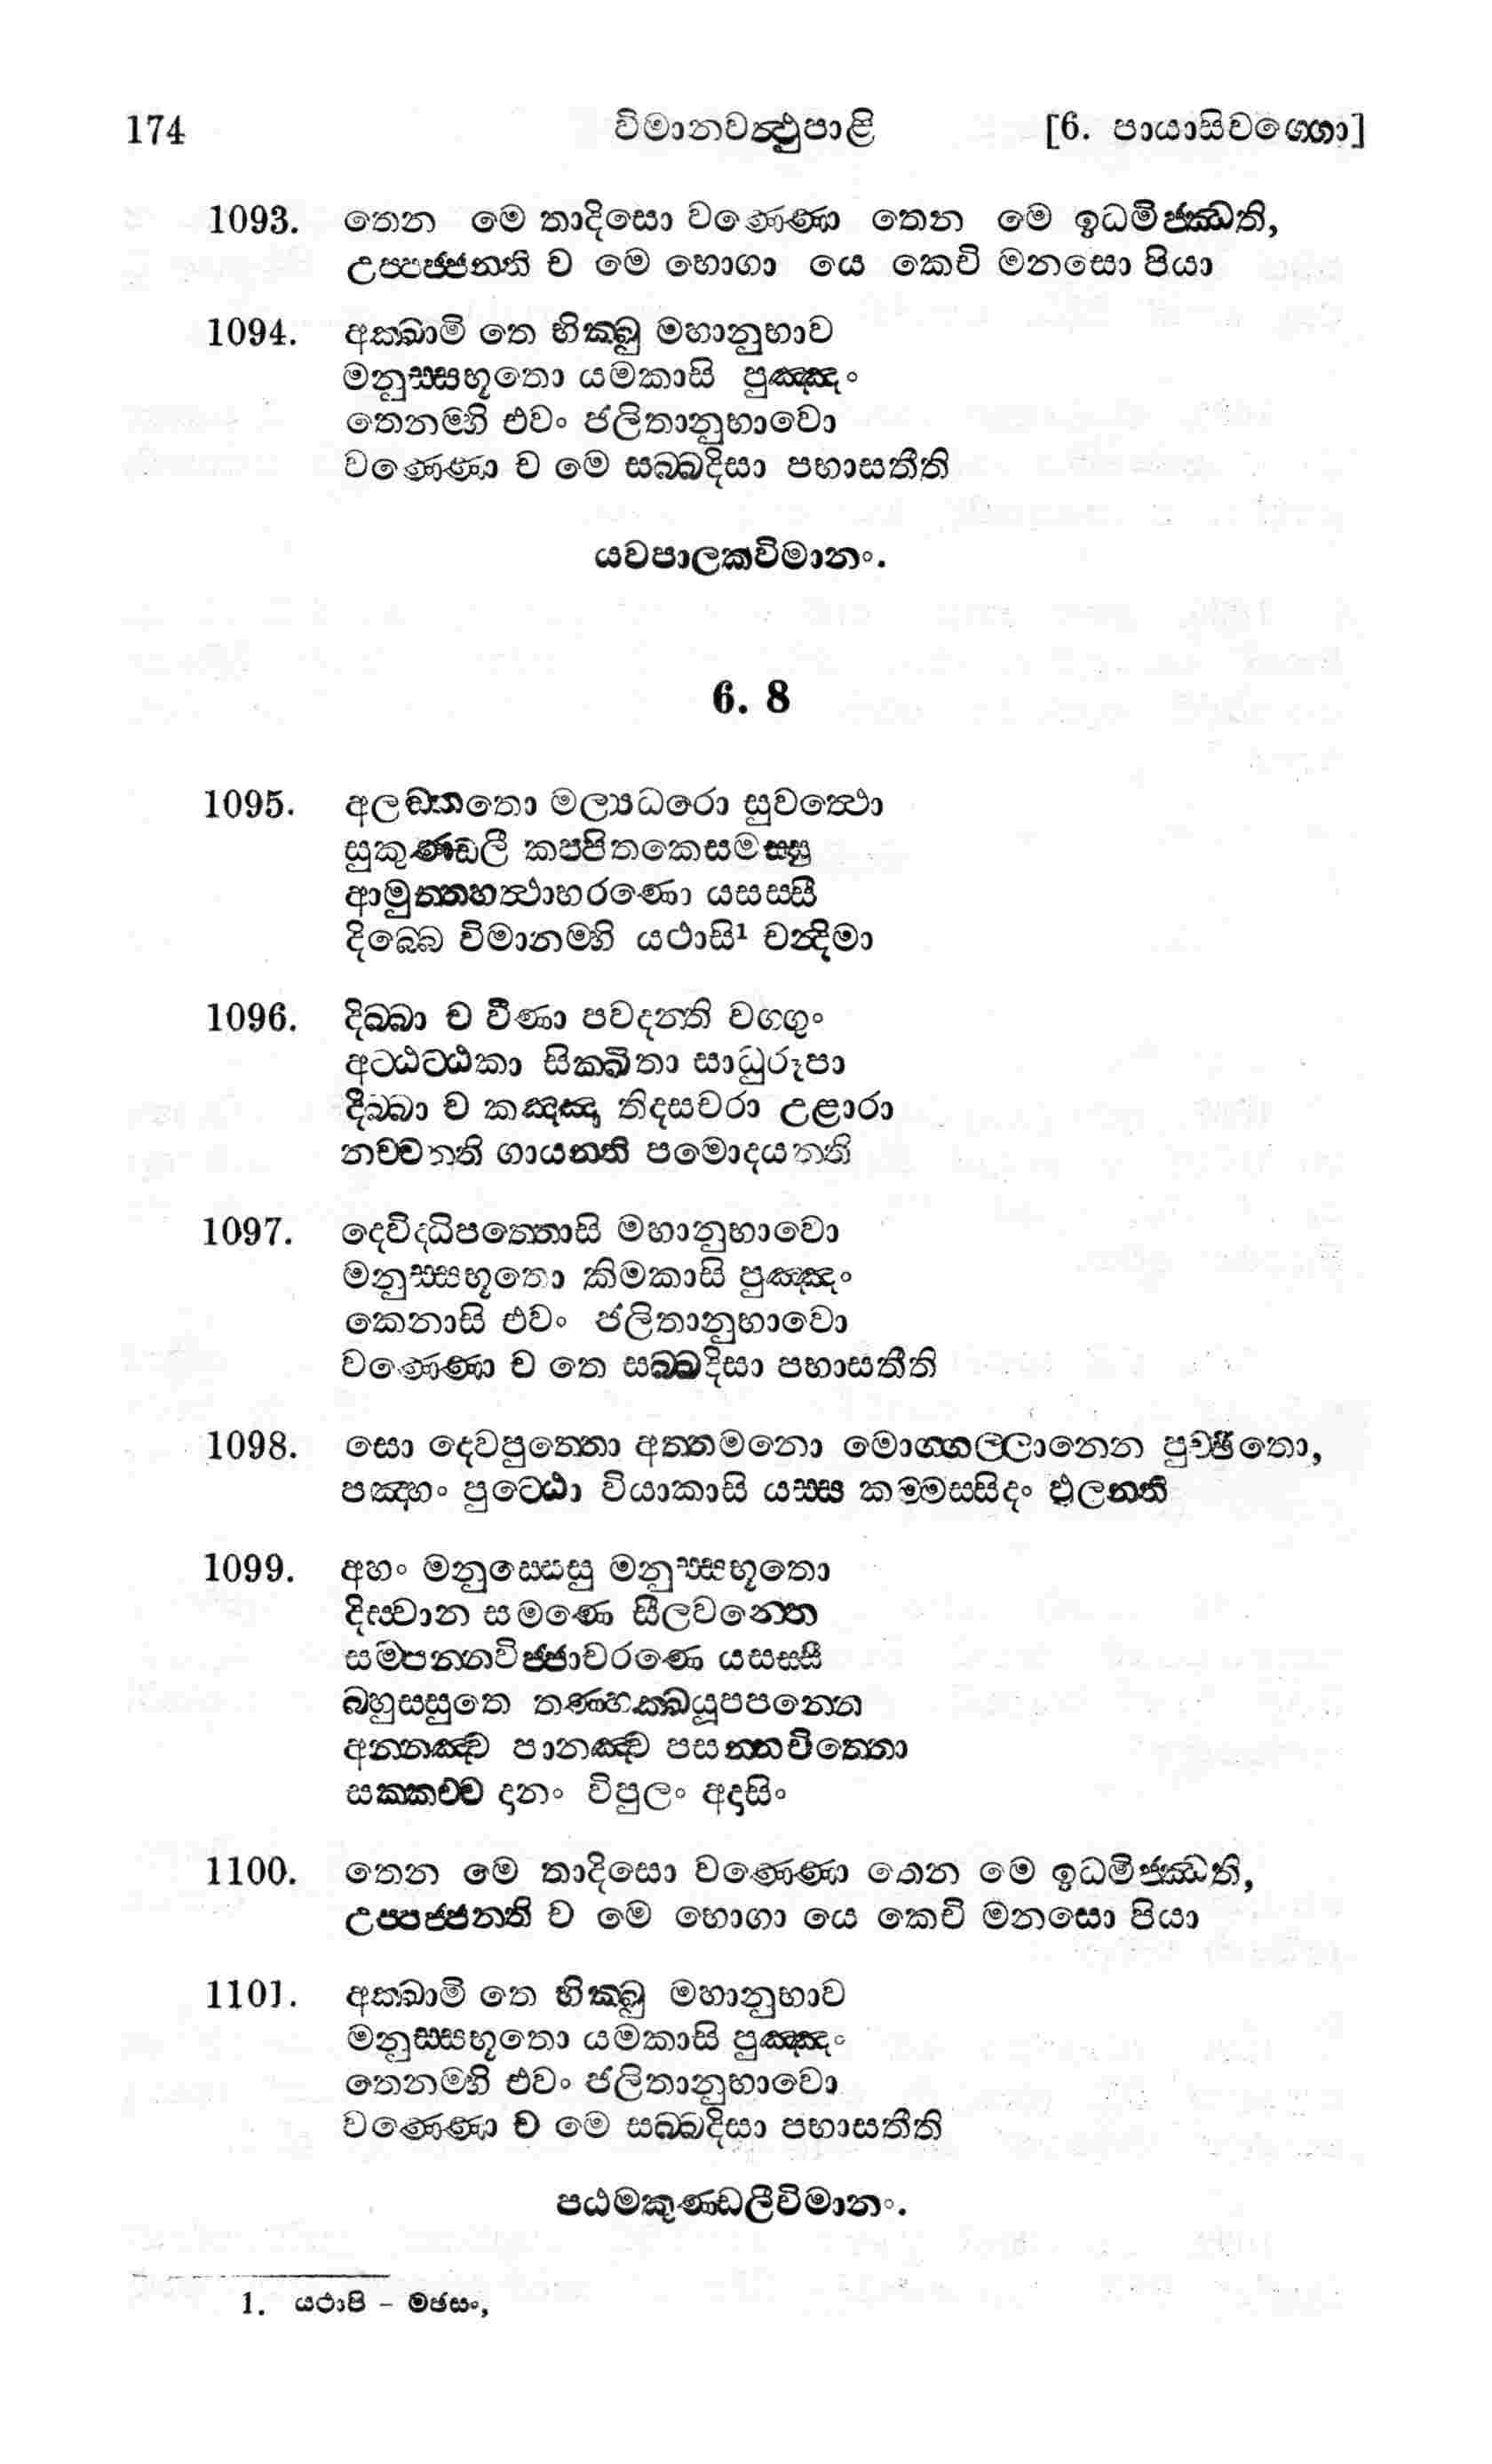 174 විමානවත්‍ථුපාළි [6. පායාසිවග‍්ගො]
1093. තෙන මෙ තාදිසො වණ‍්ණො තෙන මෙ ඉධමිජ‍්ඣති,
උප‍්පජ‍්ජන‍්ති ච මෙ භොගා යෙ කෙචි මනසො පියා
1094. අක‍්ඛාමි තෙ භික‍්ඛු මහානුභාව
මනුස‍්සභූතො යමකාසි පුඤ‍්ඤං
තෙනම‍්හි එවං ජලිතානුභාවො
වණ‍්ණො ච මෙ සබ‍්බදිසා පභාසතීති
යවපාලකවිමානං.
6. 8
1095. අලඞ‍්කතො මල්‍යධරො සුවත්‍ථො
සුකුණ‍්ඩලී කප‍්පිතකෙසමස‍්සු
ආමුත‍්තහත්‍ථාභරණො යසස‍්සී
දිබ‍්බෙ විමානම‍්හි යථාසි¹ චන්‍දිමා
1096. දිබ‍්බා ච වීණා පවදන‍්ති වග‍්ගුං
අට‍්ඨට‍්ඨකා සික‍්ඛිතා සාධුරූපා
දිබ‍්බා ච කඤ‍්ඤා තිදසචරා උළාරා
නච‍්චන‍්ති ගායන‍්ති පමොදයන‍්ති
1097. දෙවිද‍්ධිපත‍්තොසි මහානුභාවො
මනුස‍්සභූතො කිමකාසි පුඤ‍්ඤං
කෙනාසි එවං ජලිතානුභාවො
වණ‍්ණො ච තෙ සබ‍්බදිසා පභාසතීති
1098. සො දෙවපුත‍්තො අත‍්තමනො මොග‍්ගල‍්ලානෙන පුච‍්ඡිතො,
පඤ‍්හං පුට‍්ඨො වියාකාසි යස‍්ස කම‍්මස‍්සිදං ඵලන‍්ති
1099. අහං මනුස‍්සෙසු මනුස‍්සභූතො
දිස‍්වාන සමණෙ සීලවන‍්තෙ
සම‍්පන‍්නවිජ‍්ජාචරණෙ යසස‍්සී
බහුස‍්සුතෙ තණ‍්හක‍්ඛයූපපන‍්නෙ
අන‍්නඤ‍්ච පානඤ‍්ච පසන‍්නචිත‍්තො
සක‍්කච‍්ච දානං විපුලං අදාසිං
1100. තෙන මෙ තාදිසො වණ‍්ණො තෙන මෙ ඉධමිජ‍්ඣති,
උප‍්පජ‍්ජන‍්ති ච මෙ භොගා යෙ කෙචි මනසො පියා
1101. අක‍්ඛාමි තෙ භික‍්ඛු මහානුභාව
මනුස‍්සභූතො යමකාසි පුඤ‍්ඤං
තෙනම‍්හි එවං ජලිතානුභාවො
වණ‍්ණො ච මෙ සබ‍්බදිසා පභාසතීති
පඨමකුණ‍්ඩලීවිමානං.
1. යථාපි – මඡසං,